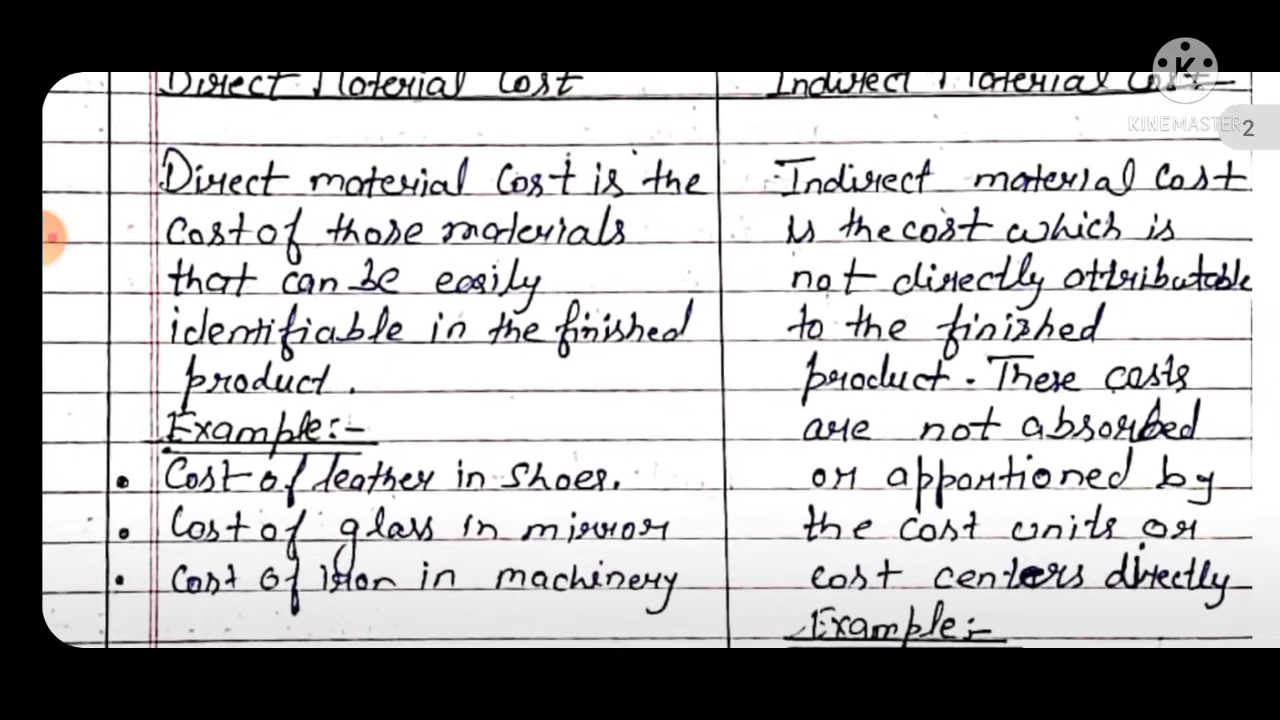 Direct Material Cost
Direct material Cost is the
cost of those materials
that can be easily
identifiable in the finished
product.
Example:-
• Cost of leather in Shoes.
• Cost of glass in mirror
• Cost of Iron in machinery
Indirect Material Cost
Indirect material cost
is the cost which is
not directly attributable
to the finished
product. These costs
are not absorbed
or apportioned by
the cost units or
cost centers directly
Example:-
KINEMASTER
2